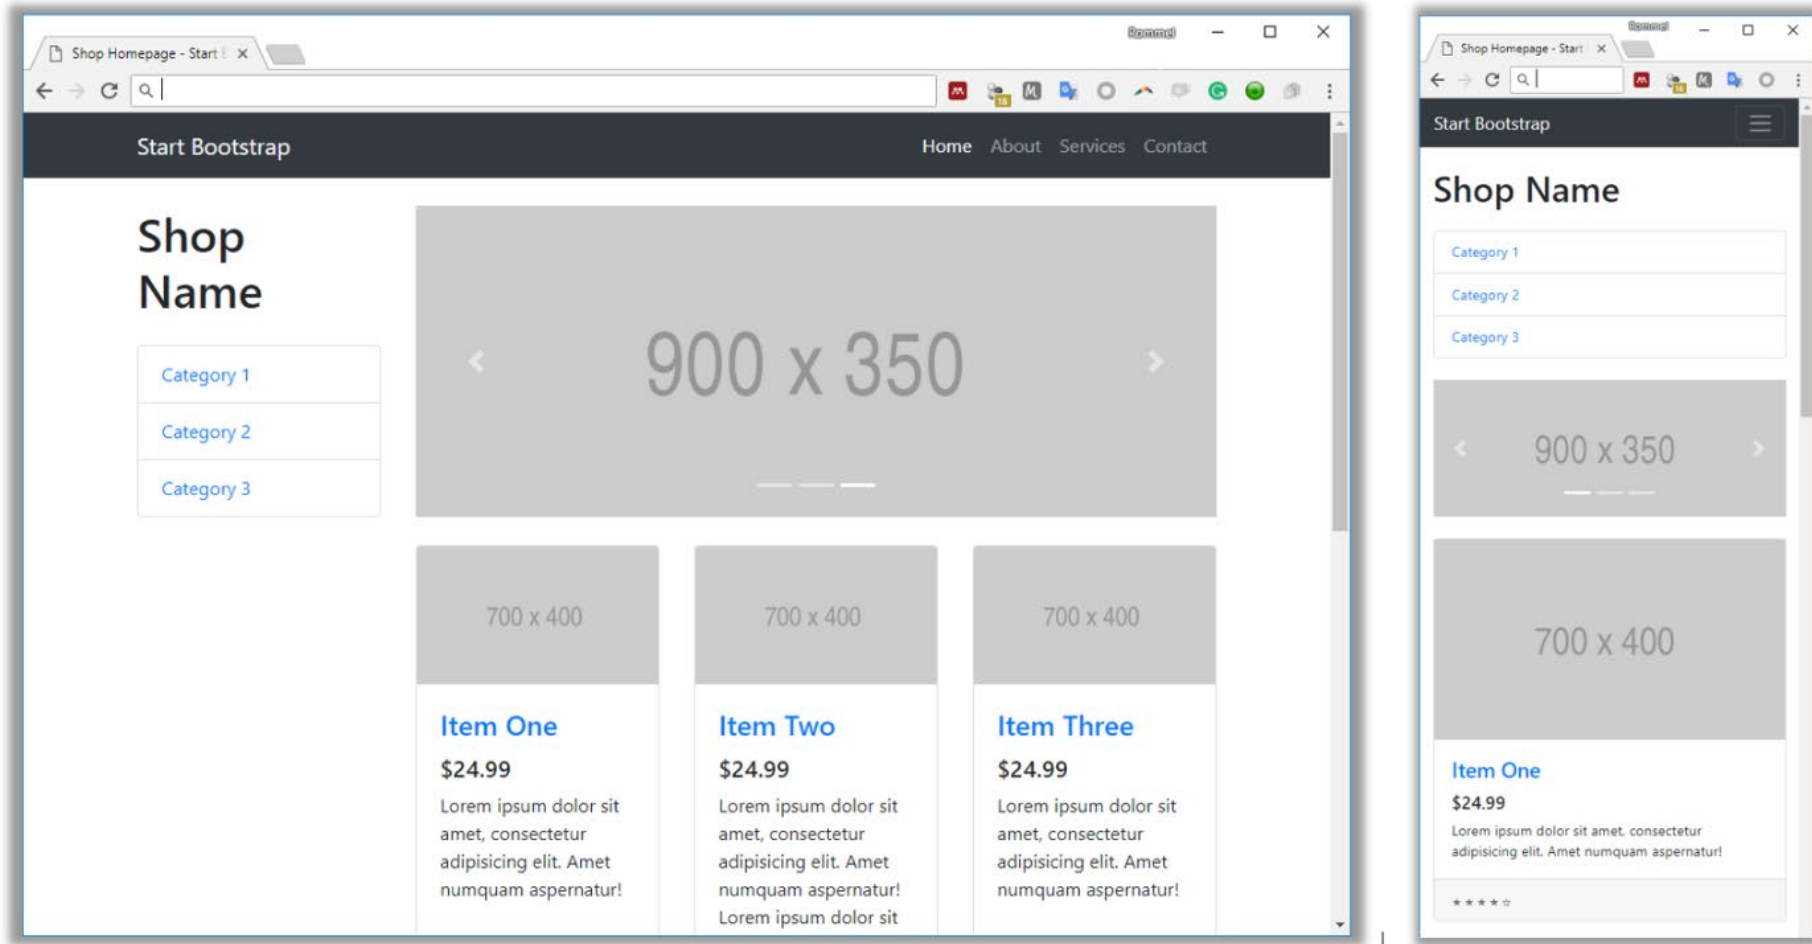 Rommel
Shop Homepage - Start
Start Bootstrap
Home About Services Contact
Shop
Name
Category 1
Category 2
Category 3
900 x 350
700 x 400
700 x 400
700 x 400
Item One
$24.99
Lorem ipsum dolor sit
amet, consectetur
adipisicing elit. Amet
numquam aspernatur!
Item Two
$24.99
Lorem ipsum dolor sit
amet, consectetur
adipisicing elit. Amet
numquam aspernatur!
Lorem ipsum dolor sit
Item Three
$24.99
Lorem ipsum dolor sit
amet, consectetur
adipisicing elit. Amet
numquam aspernatur!
Rommel
Shop Homepage - Start
Start Bootstrap
Shop Name
Category 1
Category 2
Category 3
900 x 350
700 x 400
Item One
$24.99
Lorem ipsum dolor sit amet, consectetur
adipisicing elit. Amet numquam aspernatur!
★★★★☆